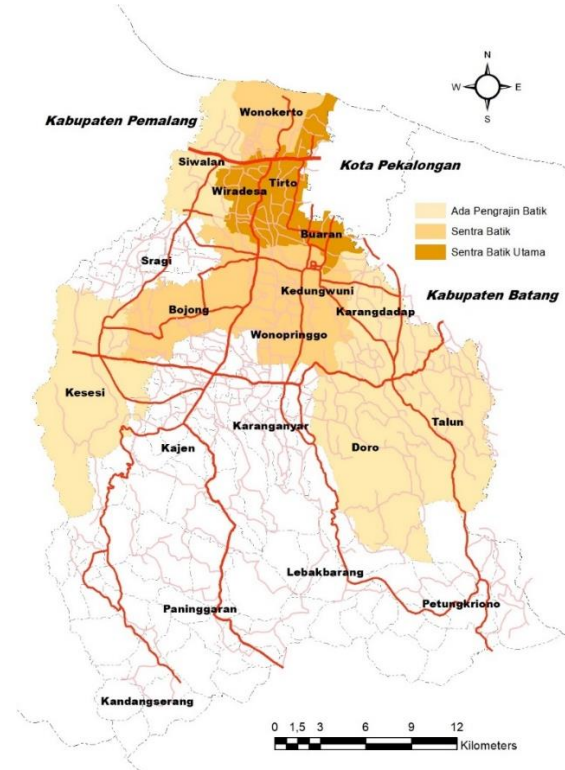 N
W E
S
Kabupaten Pemalang
Wonokerto
Kota Pekalongan
Siwalan
Tirto
Wiradesa
Buaran
Ada Pengrajin Batik
Sentra Batik
Sentra Batik Utama
Sragi
Kedungwuni
Kabupaten Batang
Bojong
Karangdadap
Wonopringgo
Kesesi
Karanganyar
Talun
Kajen
Doro
Lebakbarang
Paninggaran
Petungkriono
Kandangserang
0 1,5 3 6 9 12
Kilometers